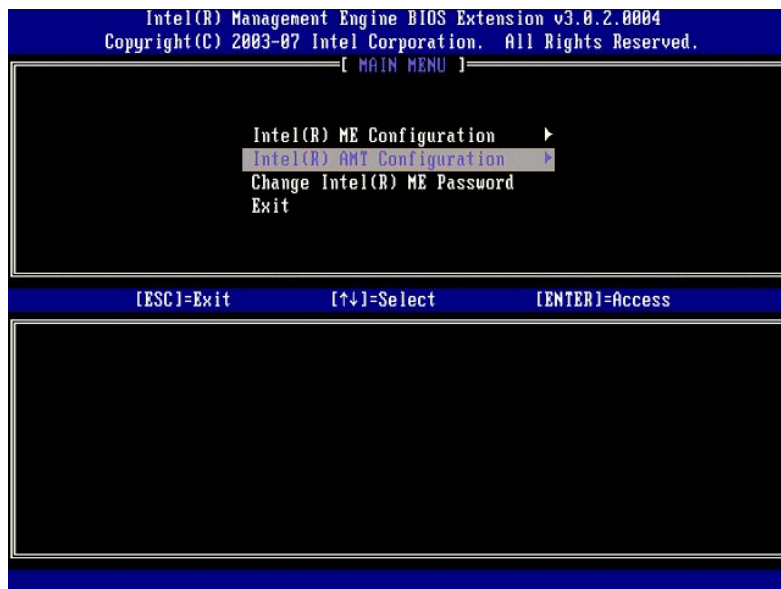 Intel(R) Management Engine BIOS Extension v3.0.2.0004
Copyright(C) 2003-07 Intel Corporation. All Rights Reserved.
[ MAIN MENU ]
Intel(R) ME Configuration ►
Intel(R) AMT Configuration ►
Change Intel(R) ME Password
Exit
[ESC]=Exit [↑↓]=Select [ENTER]=Access